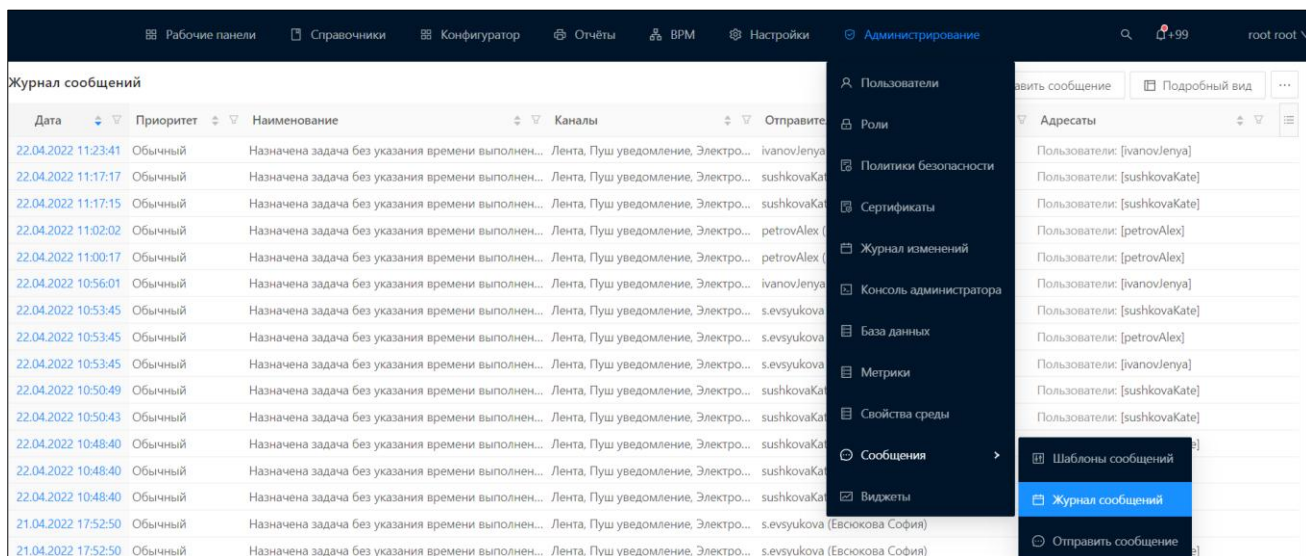 Рабочие панели Справочники Конфигуратор Отчёты BPM Настройки Администрирование +99 root root
Журнал сообщений Пользователи авить сообщение Подробный вид ...
Дата Приоритет Наименование Каналы Отправите Роли Адресаты
22.04.2022 11:23:41 Обычный Назначена задача без указания времени выполнен... Лента, Пуш уведомление, Электро... ivanovJenya Пользователи: [ivanovJenya]
22.04.2022 11:17:17 Обычный Назначена задача без указания времени выполнен... Лента, Пуш уведомление, Электро... sushkovaKat Политики безопасности Пользователи: [sushkovaKate]
22.04.2022 11:17:15 Обычный Назначена задача без указания времени выполнен... Лента, Пуш уведомление, Электро... sushkovaKat Сертификаты Пользователи: [sushkovaKate]
22.04.2022 11:02:02 Обычный Назначена задача без указания времени выполнен... Лента, Пуш уведомление, Электро... petrovAlex ( Пользователи: [petrovAlex]
22.04.2022 11:00:17 Обычный Назначена задача без указания времени выполнен... Лента, Пуш уведомление, Электро... petrovAlex ( Журнал изменений Пользователи: [petrovAlex]
22.04.2022 10:56:01 Обычный Назначена задача без указания времени выполнен... Лента, Пуш уведомление, Электро... ivanovJenya Консоль администратора Пользователи: [ivanovJenya]
22.04.2022 10:53:45 Обычный Назначена задача без указания времени выполнен... Лента, Пуш уведомление, Электро... s.evsyukova Пользователи: [sushkovaKate]
22.04.2022 10:53:45 Обычный Назначена задача без указания времени выполнен... Лента, Пуш уведомление, Электро... s.evsyukova База данных Пользователи: [petrovAlex]
22.04.2022 10:53:45 Обычный Назначена задача без указания времени выполнен... Лента, Пуш уведомление, Электро... s.evsyukova Метрики Пользователи: [ivanovJenya]
22.04.2022 10:50:49 Обычный Назначена задача без указания времени выполнен... Лента, Пуш уведомление, Электро... sushkovaKat Пользователи: [sushkovaKate]
22.04.2022 10:50:43 Обычный Назначена задача без указания времени выполнен... Лента, Пуш уведомление, Электро... sushkovaKat Свойства среды Пользователи: [sushkovaKate]
22.04.2022 10:48:40 Обычный Назначена задача без указания времени выполнен... Лента, Пуш уведомление, Электро... sushkovaKat Сообщения Шаблоны сообщений e]
22.04.2022 10:48:40 Обычный Назначена задача без указания времени выполнен... Лента, Пуш уведомление, Электро... sushkovaKat
22.04.2022 10:48:40 Обычный Назначена задача без указания времени выполнен... Лента, Пуш уведомление, Электро... sushkovaKat Виджеты Журнал сообщений
21.04.2022 17:52:50 Обычный Назначена задача без указания времени выполнен... Лента, Пуш уведомление, Электро... s.evsyukova (Евсюкова София)
21.04.2022 17:52:50 Обычный Назначена задача без указания времени выполнен... Лента, Пуш уведомление, Электро... s.evsyukova (Евсюкова София) Отправить сообщение e]